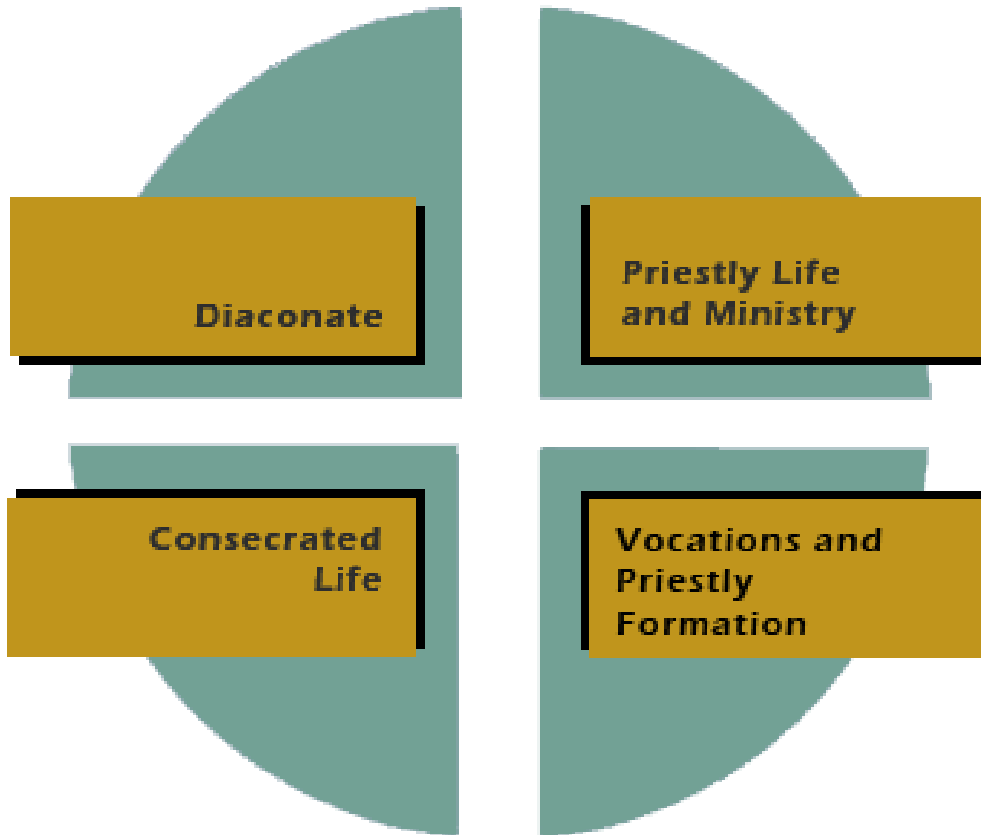 Diaconate
Priestly Life
and Ministry
Consecrated
Life
Vocations and
Priestly
Formation